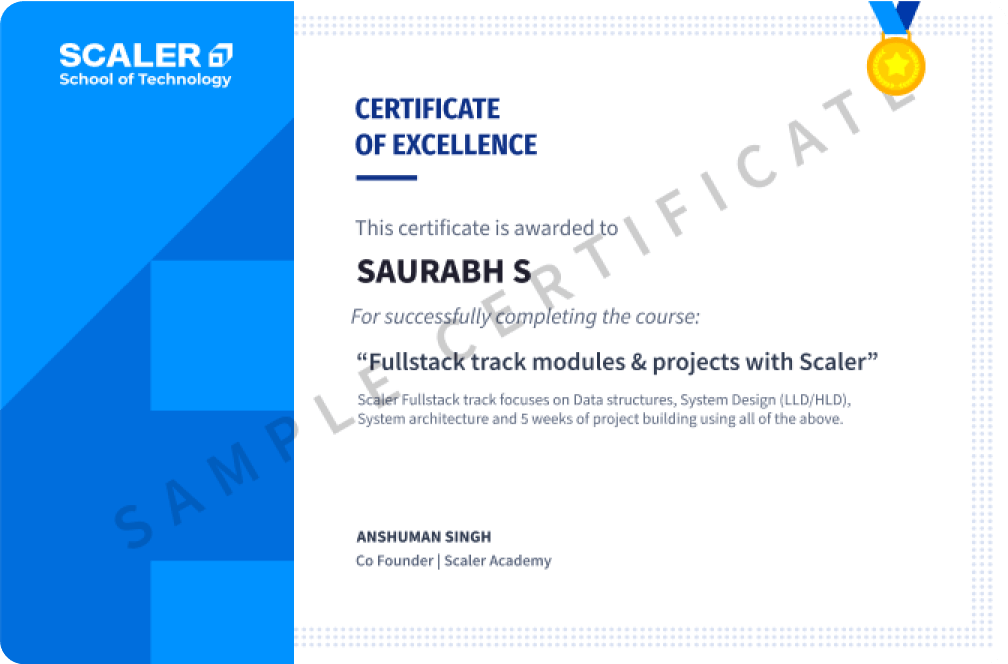 SCALER
School of Technology
CERTIFICATE
OF EXCELLENCE
This certificate is awarded to
SAURABH S
For successfully completing the course:
“Fullstack track modules & projects with Scaler”
Scaler Fullstack track focuses on Data structures, System Design (LLD/HLD),
System architecture and 5 weeks of project building using all of the above.
ANSHUMAN SINGH
Co Founder | Scaler Academy
SAMPLE CERTIFICATE